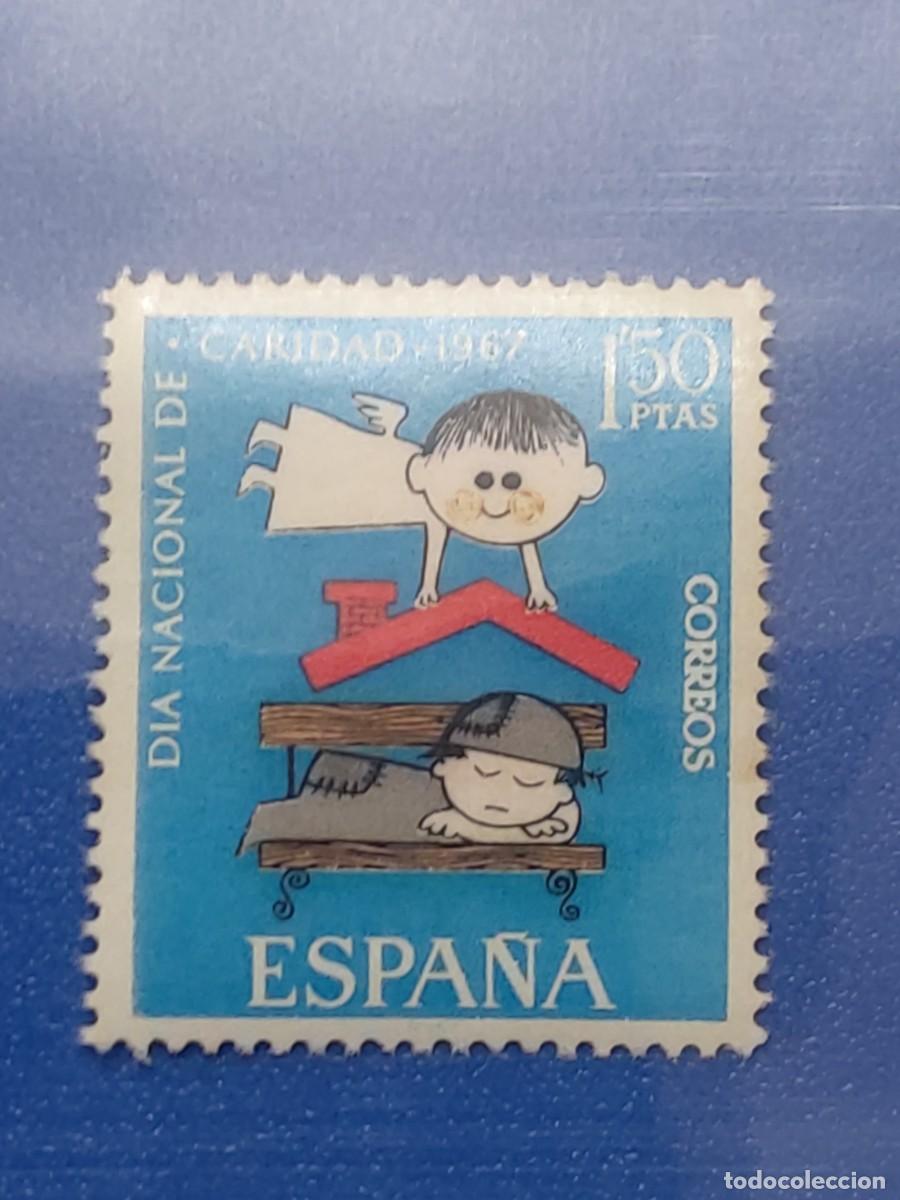 DIA NACIONAL DE
· CARIDAD - 1967
1'50
PTAS
CORREOS
ESPAÑA
todocoleccion